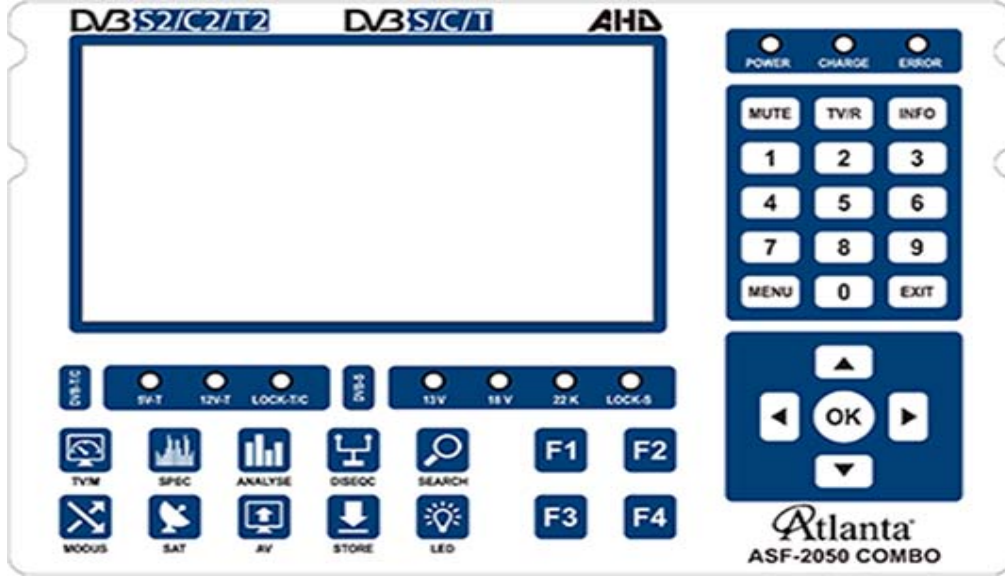 DVB S2/C2/T2 DVB S/C/T AHD
POWER CHARGE ERROR
MUTE TV/R INFO
1 2 3
4 5 6
7 8 9
MENU 0 EXIT
DVB-T/C 5V-T 12V-T LOCK-T/C DVB-S 13 V 18 V 22 K LOCK-S
OK
F1 F2
TV/M SPEC ANALYSE DISEQC SEARCH
F3 F4
MODUS SAT AV STORE LED
Atlanta
ASF-2050 COMBO